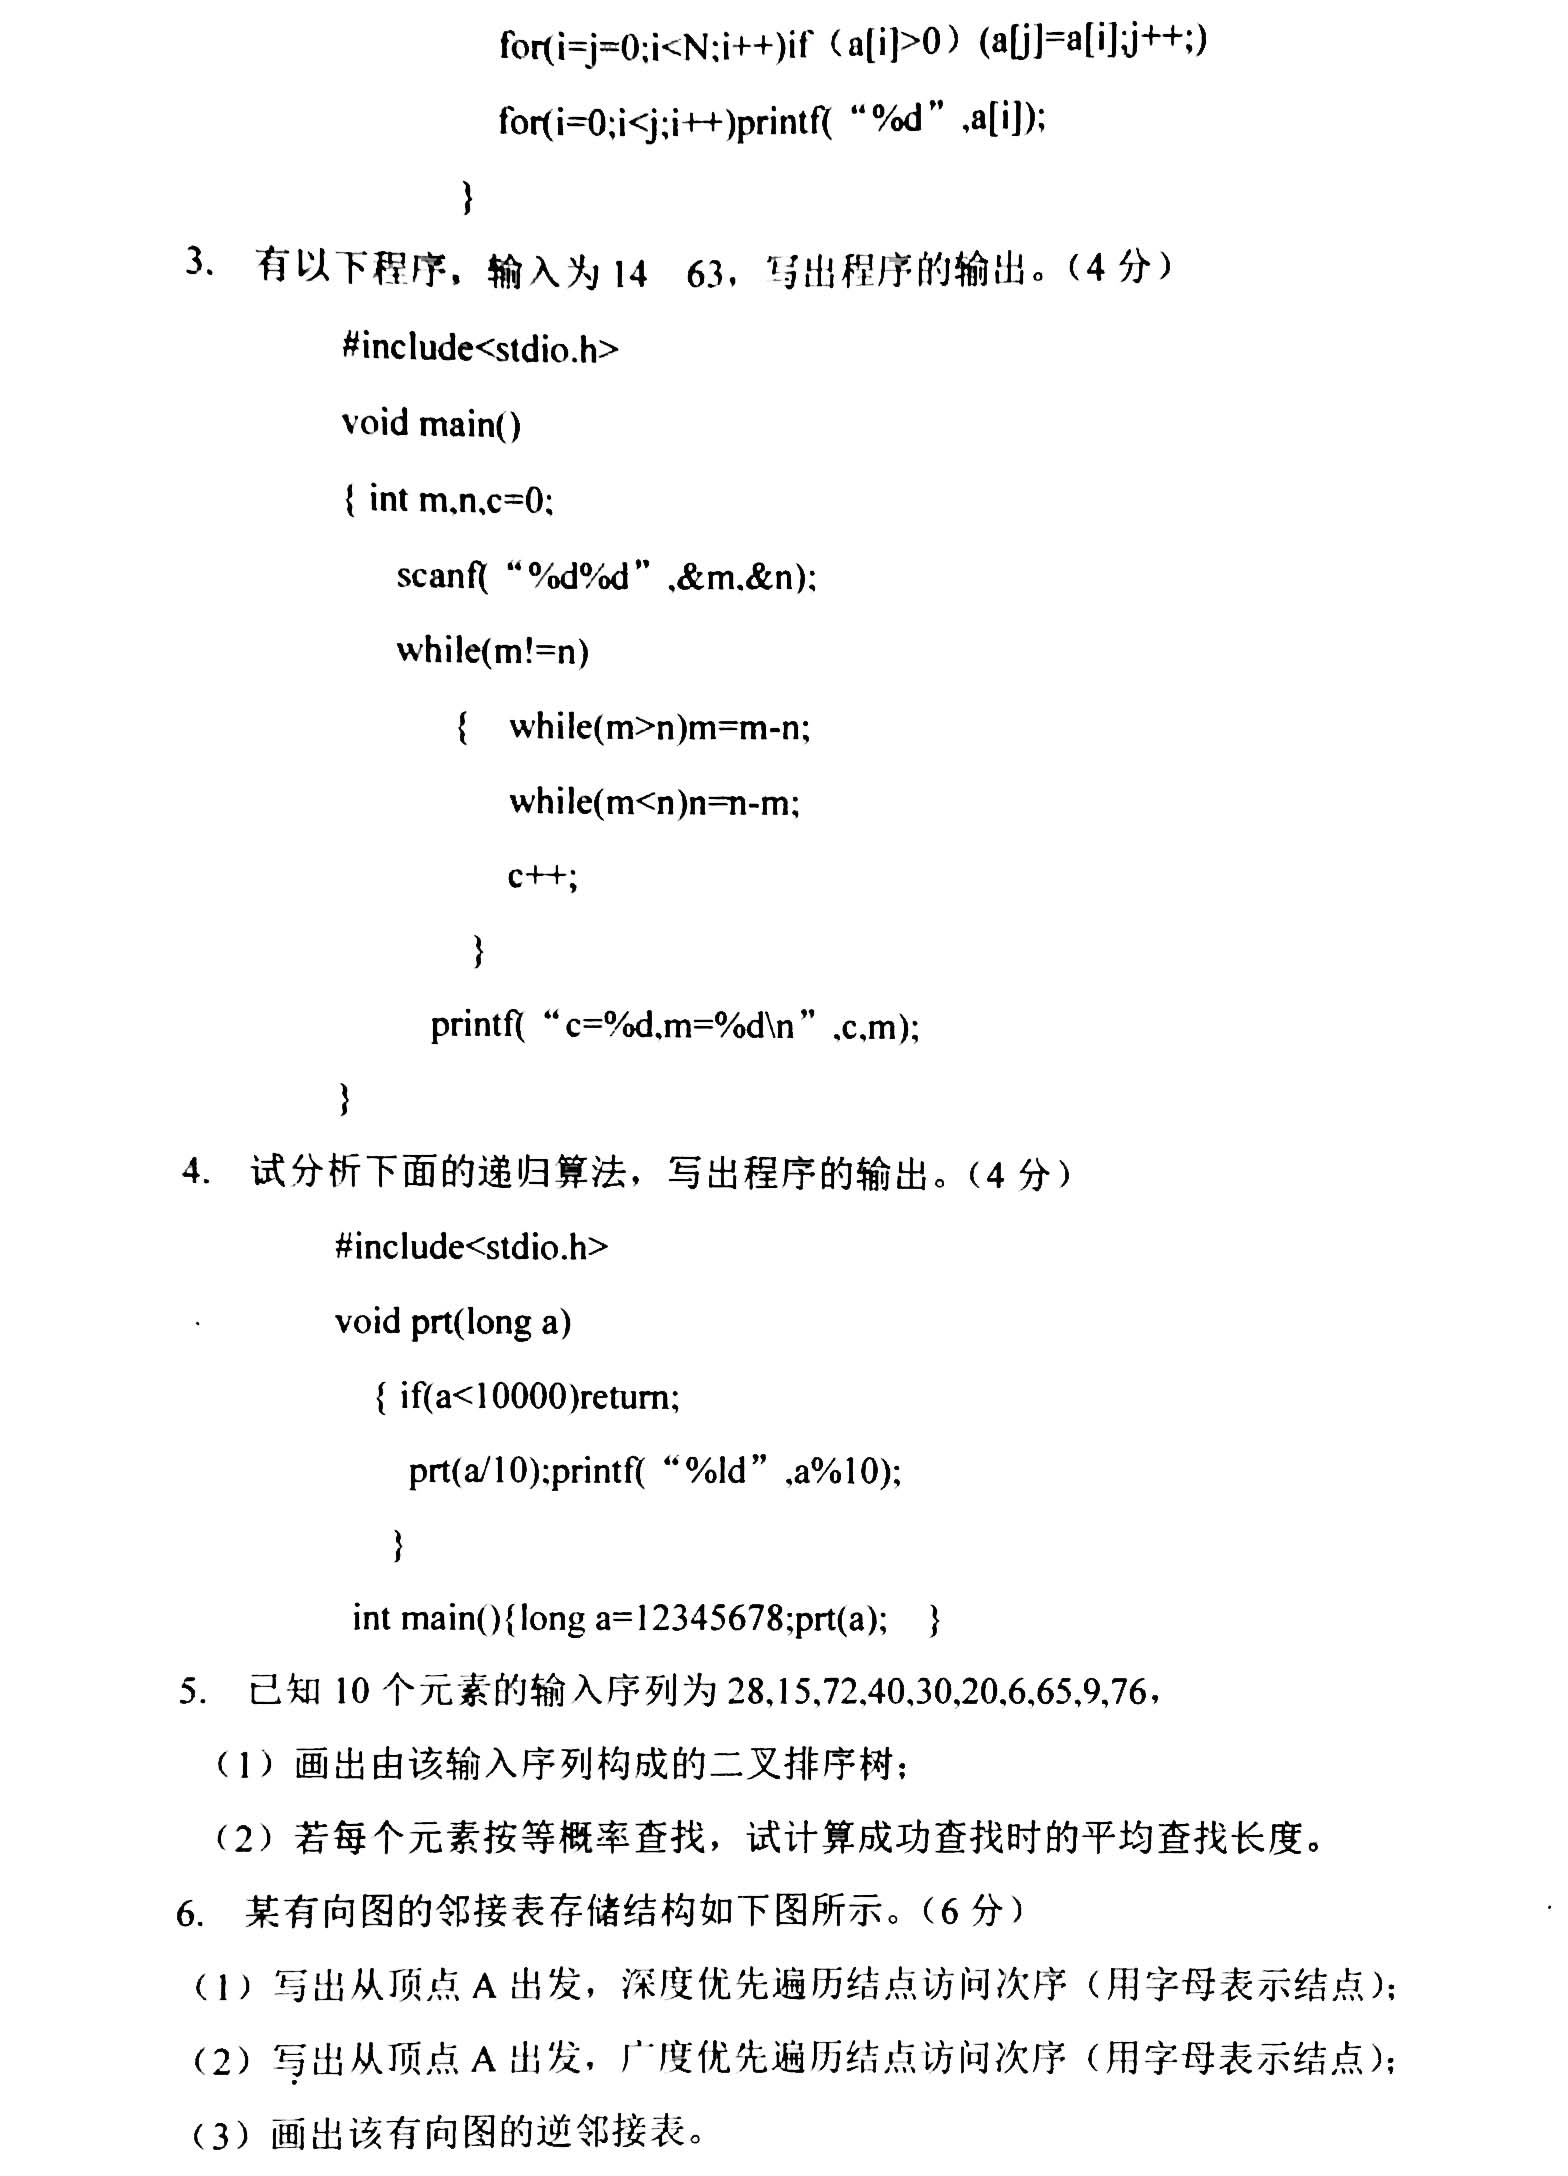 for(i=j=0;i<N;i++)if（a[i]>0）(a[j]=a[i];j++;)
for(i=0;i<j;i++)printf(“%d”,a[i]);
}
3. 有以下程序，输入为 14 63，写出程序的输出。（4 分）
#include<stdio.h>
void main()
{ int m,n,c=0;
scanf(“%d%d”,&m,&n);
while(m!=n)
{ while(m>n)m=m-n;
while(m<n)n=n-m;
c++;
}
printf(“c=%d,m=%d\n”,c,m);
}
4. 试分析下面的递归算法，写出程序的输出。（4 分）
#include<stdio.h>
void prt(long a)
{ if(a<10000)return;
prt(a/10);printf(“%ld”,a%10);
}
int main(){long a=12345678;prt(a); }
5. 已知 10 个元素的输入序列为 28,15,72,40,30,20,6,65,9,76，
（1）画出由该输入序列构成的二叉排序树；
（2）若每个元素按等概率查找，试计算成功查找时的平均查找长度。
6. 某有向图的邻接表存储结构如下图所示。（6 分）
（1）写出从顶点 A 出发，深度优先遍历结点访问次序（用字母表示结点）；
（2）写出从顶点 A 出发，广度优先遍历结点访问次序（用字母表示结点）；
（3）画出该有向图的逆邻接表。